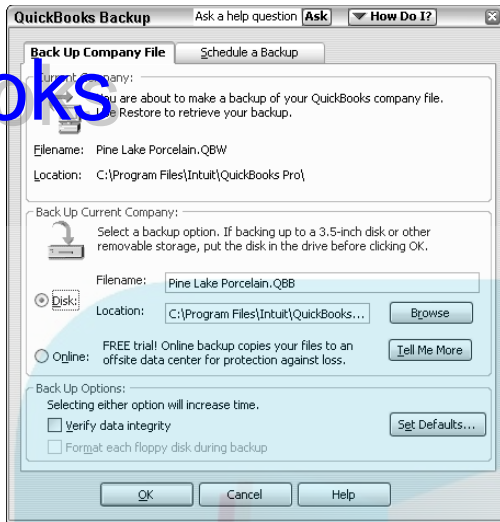 QuickBooks Backup
Ask a help question Ask How Do I?
Back Up Company File
Schedule a Backup
oks
Current Company:
You are about to make a backup of your QuickBooks company file.
Use Restore to retrieve your backup.
Filename: Pine Lake Porcelain.QBW
Location: C:\Program Files\Intuit\QuickBooks Pro\
Back Up Current Company:
Select a backup option. If backing up to a 3.5-inch disk or other
removable storage, put the disk in the drive before clicking OK.
Disk:
Filename: Pine Lake Porcelain.QBB
Location: C:\Program Files\Intuit\QuickBooks... Browse
Online: FREE trial! Online backup copies your files to an
offsite data center for protection against loss.
Tell Me More
Back Up Options:
Selecting either option will increase time.
Verify data integrity
Set Defaults...
Format each floppy disk during backup
OK Cancel Help